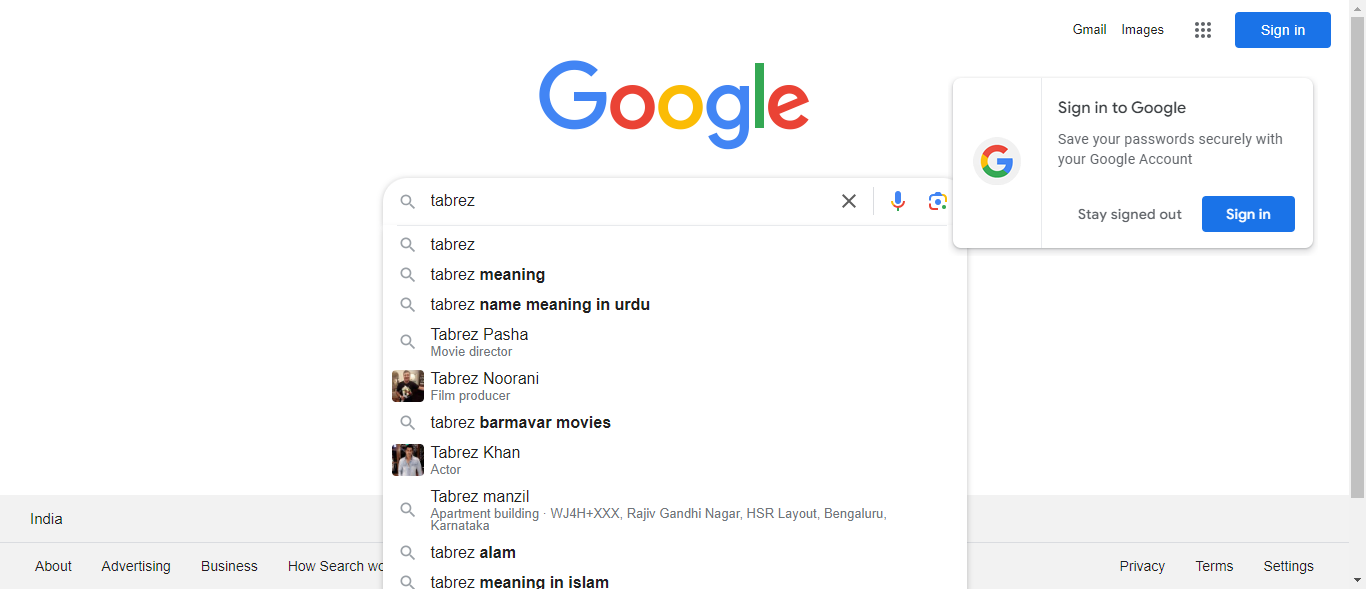 Gmail Images Sign in
Google
Sign in to Google
Save your passwords securely with
your Google Account
Stay signed out Sign in
tabrez
tabrez
tabrez meaning
tabrez name meaning in urdu
Tabrez Pasha
Movie director
Tabrez Noorani
Film producer
tabrez barmavar movies
Tabrez Khan
Actor
Tabrez manzil
Apartment building · WJ4H+XXX, Rajiv Gandhi Nagar, HSR Layout, Bengaluru,
Karnataka
tabrez alam
tabrez meaning in islam
India
About Advertising Business How Search Privacy Terms Settings